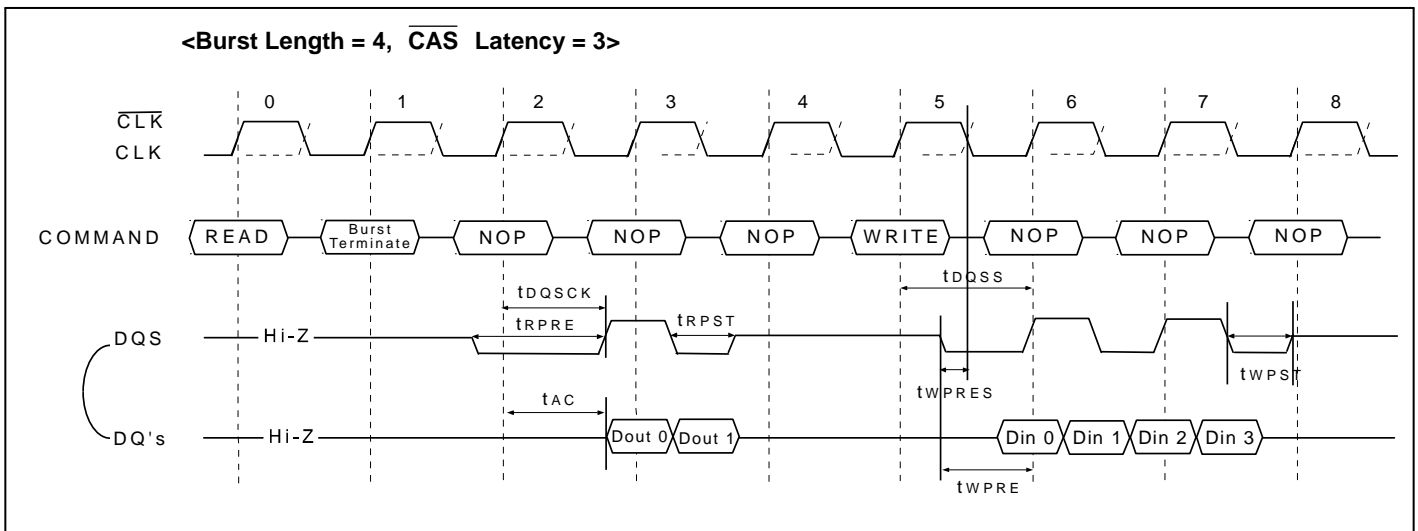 <Burst Length = 4, CAS Latency = 3>
0 1 2 3 4 5 6 7 8
CLK
CLK
COMMAND READ Burst Terminate NOP NOP NOP WRITE NOP NOP NOP
tDQSS
tDQSCK
tRPRE tRPST
DQS Hi-Z
tWPRES tWPST
tAC
DQ's Hi-Z Dout 0 Dout 1 Din 0 Din 1 Din 2 Din 3
tWPRE